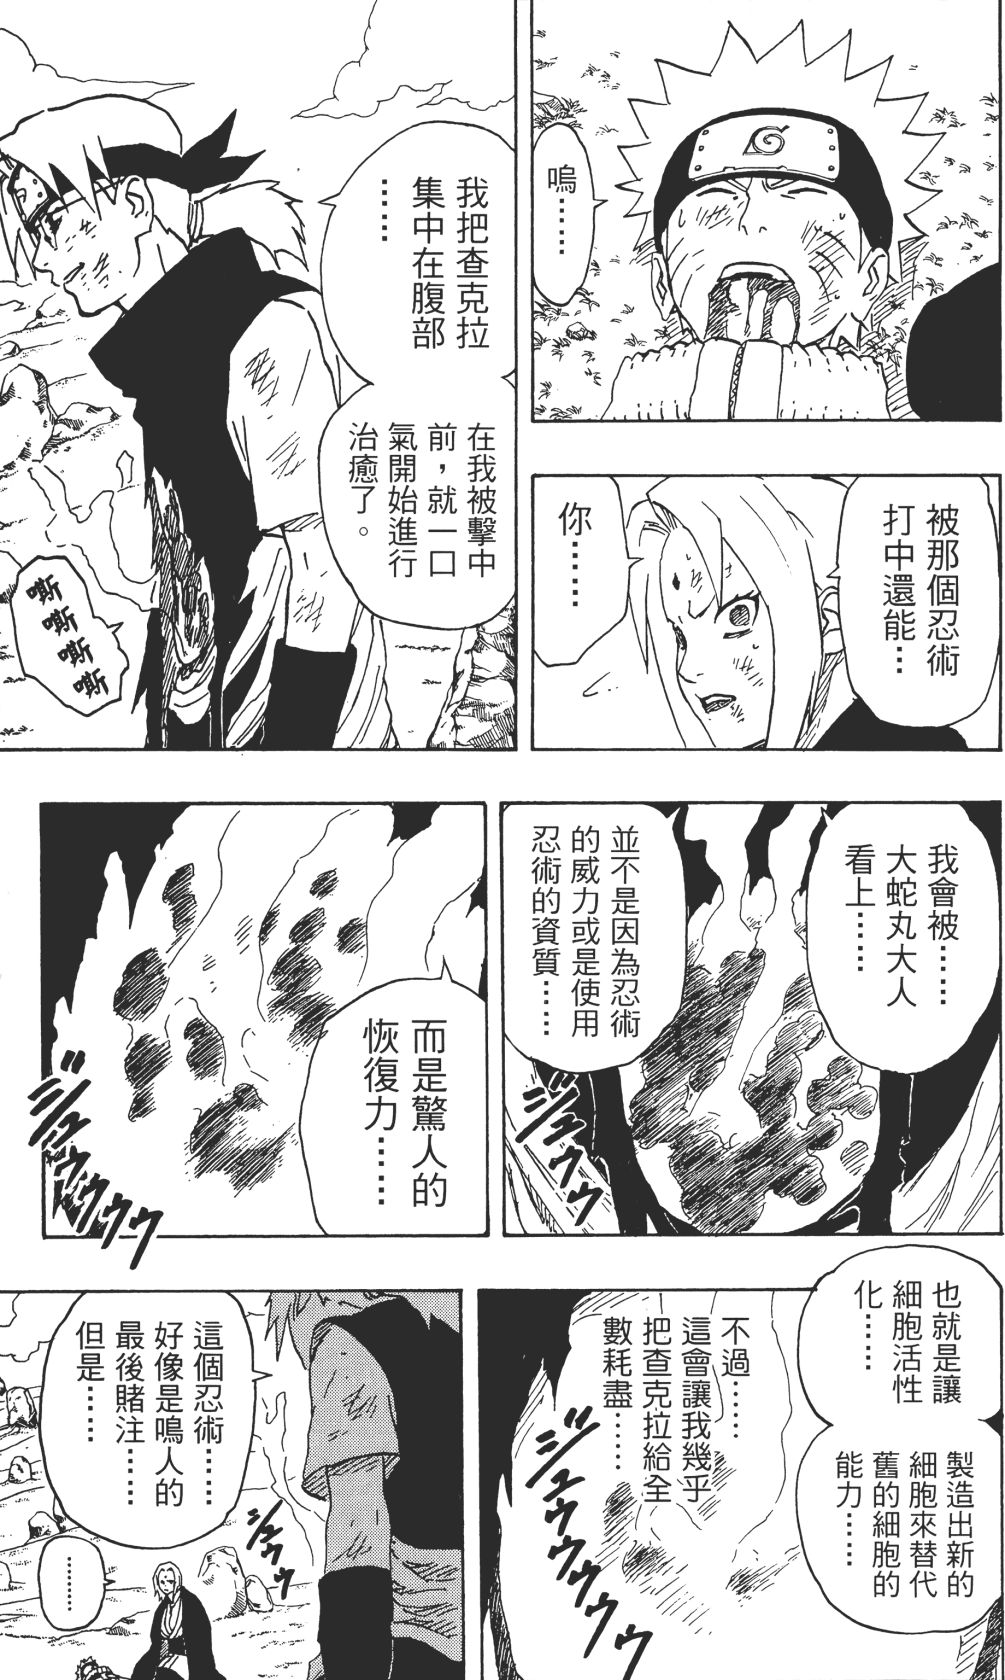 嗚⋯⋯
被那個忍術
打中還能⋯
你⋯⋯
我把查克拉
集中在腹部
⋯⋯
在我被擊中
前，就一口
氣開始進行
治癒了。
嘶嘶嘶嘶
我會被⋯⋯
大蛇丸大人
看上⋯⋯
並不是因為忍術
的威力或是使用
忍術的資質⋯⋯
ジュウウ
而是驚人的
恢復力⋯⋯
ジュウウウウ
也就是讓
細胞活性
化⋯⋯
製造出新的
細胞來替代
舊的細胞的
能力⋯⋯
不過⋯⋯
這會讓我幾乎
把查克拉給全
數耗盡⋯⋯
ジュウウウウ
這個忍術⋯⋯
好像是鳴人的
最後賭注⋯⋯
但是⋯⋯
ジュウウ
⋯⋯⋯